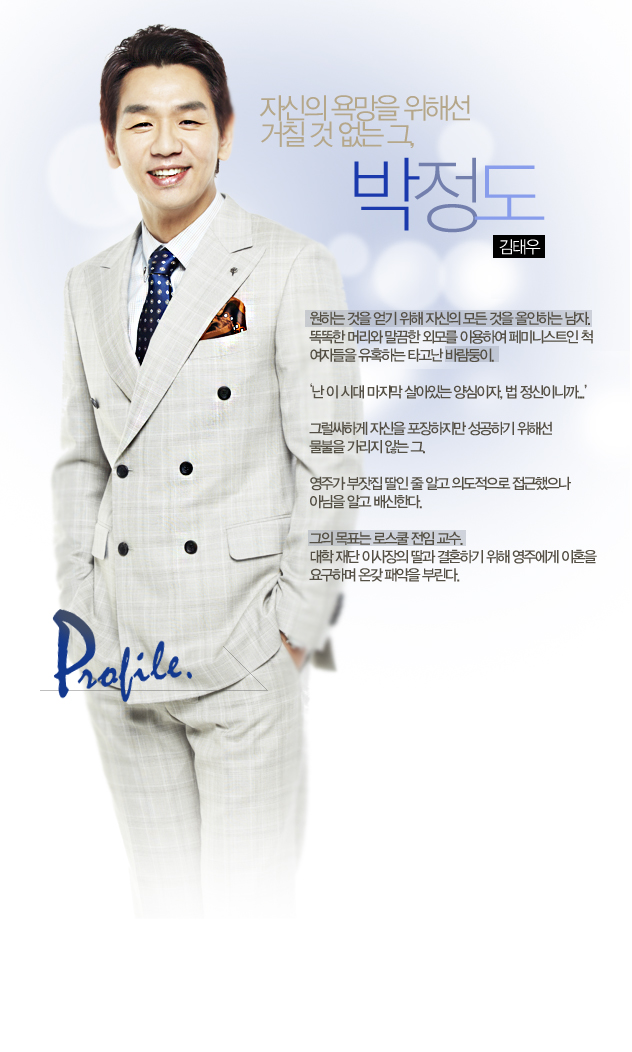 자신의 욕망을 위해선
거칠 것 없는 그,
박정도
김태우
원하는 것을 얻기 위해 자신의 모든 것을 올인하는 남자.
똑똑한 머리와 말끔한 외모를 이용하여 페미니스트인 척
여자들을 유혹하는 타고난 바람둥이.
‘난 이 시대 마지막 살아있는 양심이자, 법 정신이니까...’
그럴싸하게 자신을 포장하지만 성공하기 위해선
물불을 가리지 않는 그.
영주가 부잣집 딸인 줄 알고 의도적으로 접근했으나
아님을 알고 배신한다.
그의 목표는 로스쿨 전임 교수.
대학 재단 이사장의 딸과 결혼하기 위해 영주에게 이혼을
요구하며 온갖 패악을 부린다.
Profile.